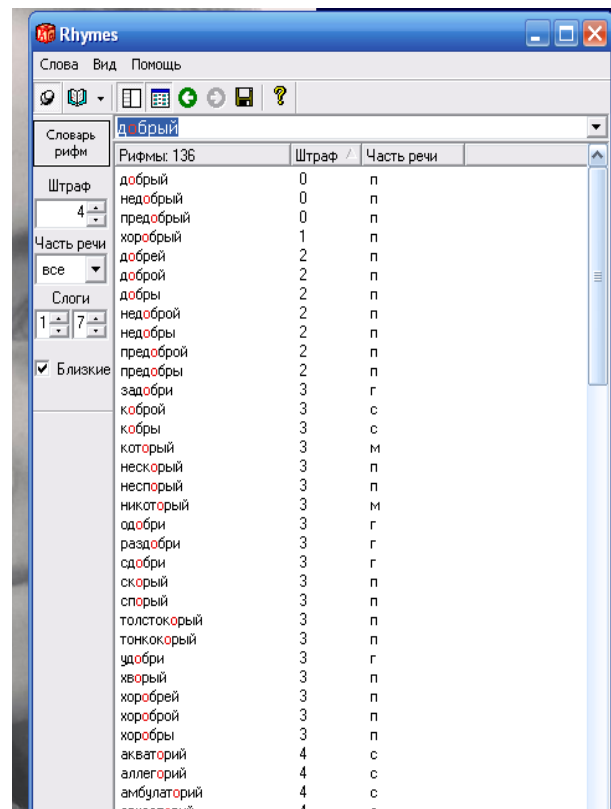 Rhymes
Слова Вид Помощь
Словарь рифм
добрый
Рифмы: 136 Штраф Часть речи
Штраф
4
Часть речи
все
Слоги
1 7
Близкие
добрый 0 п
недобрый 0 п
предобрый 0 п
хоробрый 1 п
добрей 2 п
доброй 2 п
добры 2 п
недоброй 2 п
недобры 2 п
предоброй 2 п
предобры 2 п
задобри 3 г
коброй 3 с
кобры 3 с
который 3 м
нескорый 3 п
неспорый 3 п
никоторый 3 м
одобри 3 г
раздобри 3 г
сдобри 3 г
скорый 3 п
спорый 3 п
толстокорый 3 п
тонкокорый 3 п
удобри 3 г
хворый 3 п
хоробрей 3 п
хороброй 3 п
хоробры 3 п
акваторий 4 с
аллегорий 4 с
амбулаторий 4 с